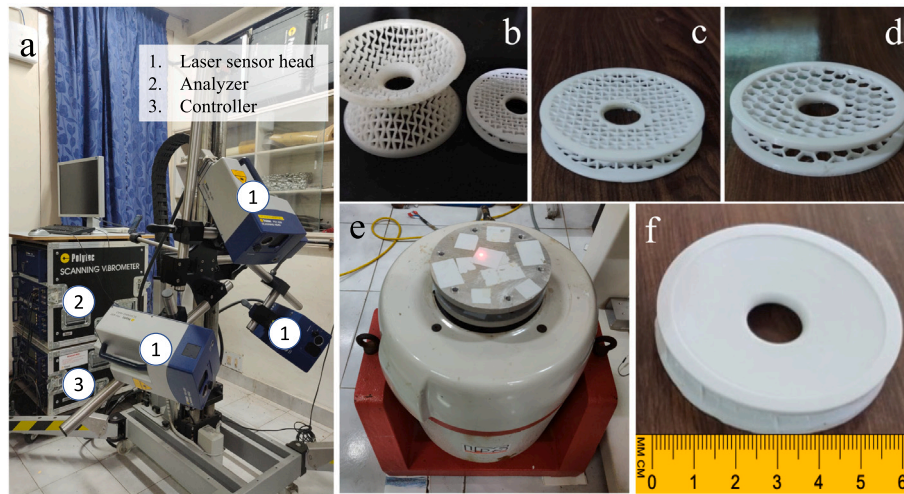 a
1. Laser sensor head
2. Analyzer
3. Controller
1
Polytec
SCANNING VIBROMETER
2
1
1
3
b
c
d
e
f
MM CM
0 1 2 3 4 5 6